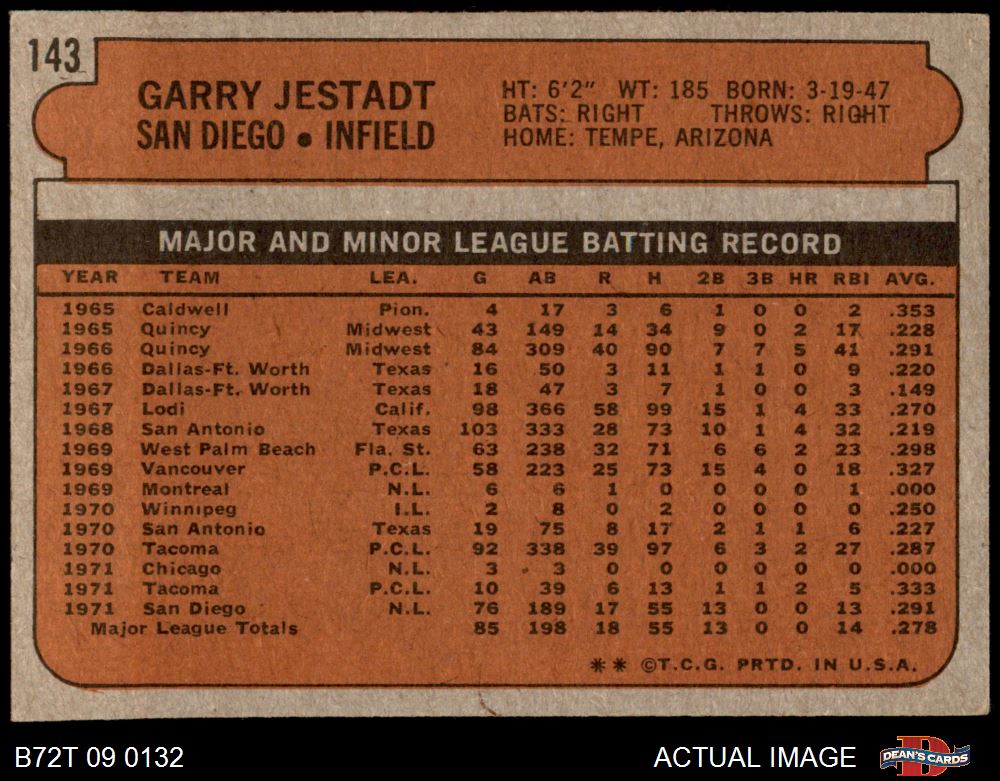 143
GARRY JESTADT
SAN DIEGO • INFIELD
HT: 6'2" WT: 185 BORN: 3-19-47
BATS: RIGHT THROWS: RIGHT
HOME: TEMPE, ARIZONA
MAJOR AND MINOR LEAGUE BATTING RECORD
YEAR TEAM LEA. G AB R H 2B 3B HR RBI AVG.
1965 Caldwell Pion. 4 17 3 6 1 0 0 2 .353
1965 Quincy Midwest 43 149 14 34 9 0 2 17 .228
1966 Quincy Midwest 84 309 40 90 7 7 5 41 .291
1966 Dallas-Ft. Worth Texas 16 50 3 11 1 1 0 9 .220
1967 Dallas-Ft. Worth Texas 18 47 3 7 1 0 0 3 .149
1967 Lodi Calif. 98 366 58 99 15 1 4 33 .270
1968 San Antonio Texas 103 333 28 73 10 1 4 32 .219
1969 West Palm Beach Fla. St. 63 238 32 71 6 6 2 23 .298
1969 Vancouver P.C.L. 58 223 25 73 15 4 0 18 .327
1969 Montreal N.L. 6 6 1 0 0 0 0 1 .000
1970 Winnipeg I.L. 2 8 0 2 0 0 0 0 .250
1970 San Antonio Texas 19 75 8 17 2 1 1 6 .227
1970 Tacoma P.C.L. 92 338 39 97 6 3 2 27 .287
1971 Chicago N.L. 3 3 0 0 0 0 0 0 .000
1971 Tacoma P.C.L. 10 39 6 13 1 1 2 5 .333
1971 San Diego N.L. 76 189 17 55 13 0 0 13 .291
Major League Totals 85 198 18 55 13 0 0 14 .278
** ©T.C.G. PRTD. IN U.S.A.
B72T 09 0132 ACTUAL IMAGE DEAN'S CARDS